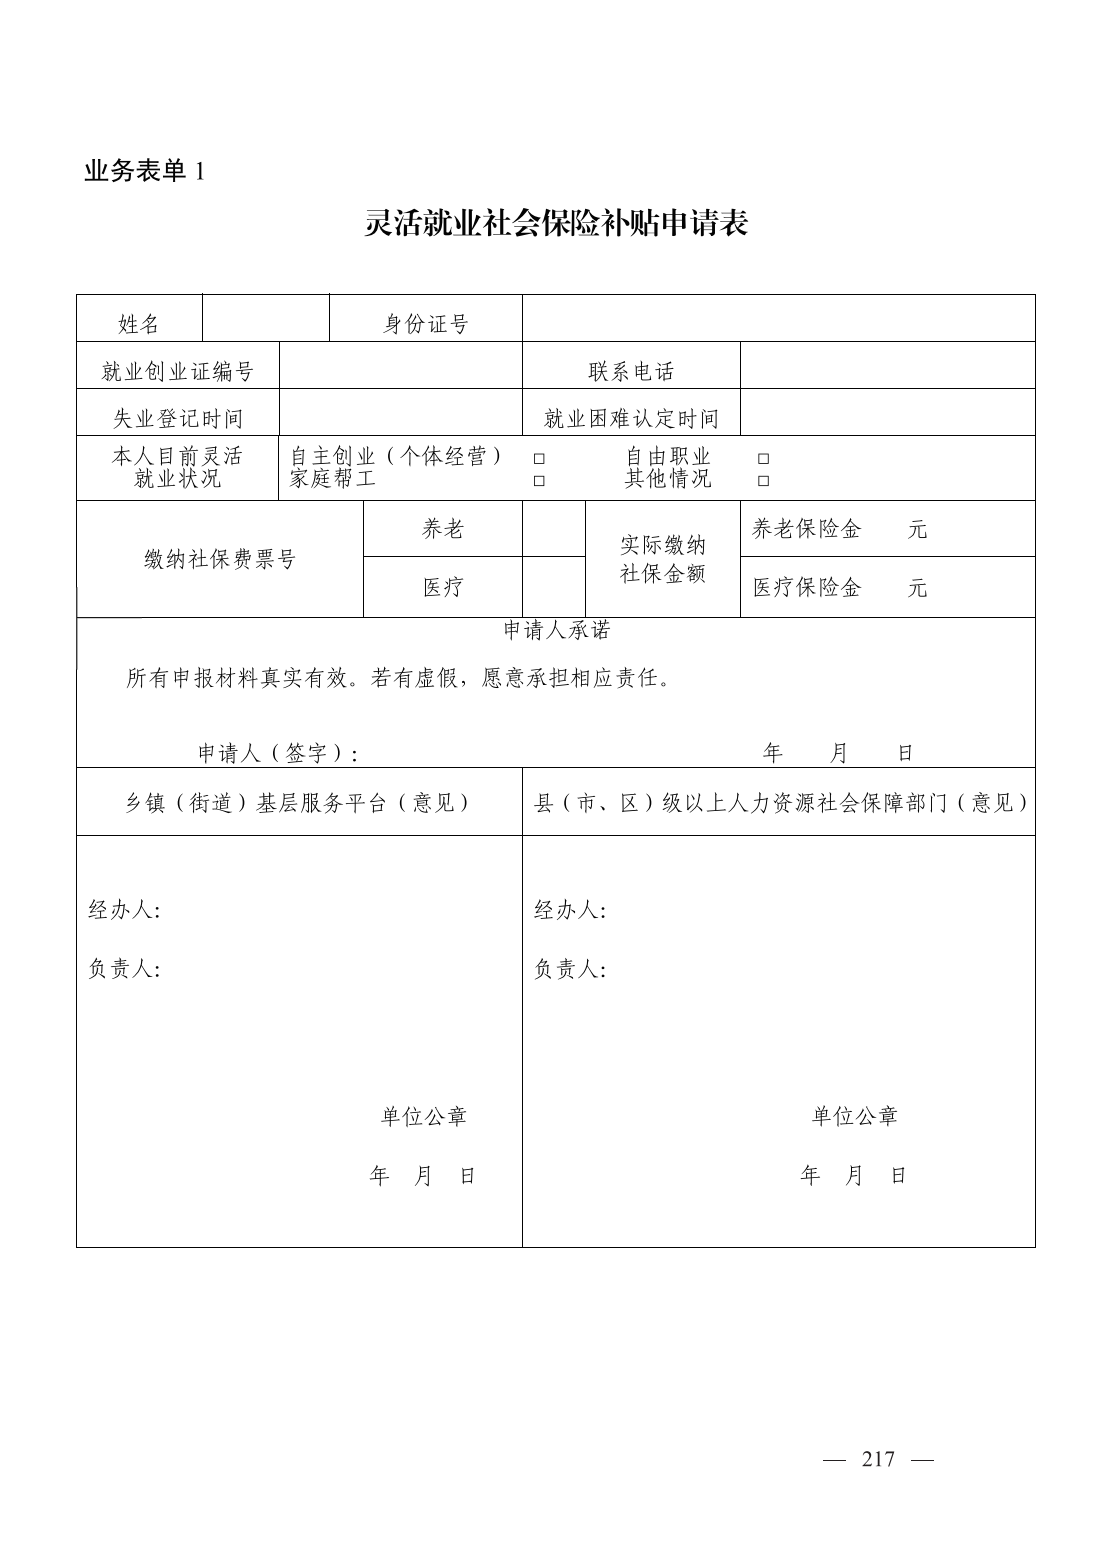 业务表单 1
灵活就业社会保险补贴申请表
姓名 身份证号
就业创业证编号 联系电话
失业登记时间 就业困难认定时间
本人目前灵活就业状况
自主创业（个体经营） □ 自由职业 □
家庭帮工 □ 其他情况 □
缴纳社保费票号
养老
医疗
实际缴纳
社保金额
养老保险金 元
医疗保险金 元
申请人承诺
所有申报材料真实有效。若有虚假，愿意承担相应责任。
申请人（签字）： 年 月 日
乡镇（街道）基层服务平台（意见） 县（市、区）级以上人力资源社会保障部门（意见）
经办人： 经办人：
负责人： 负责人：
单位公章 单位公章
年 月 日 年 月 日
— 217 —